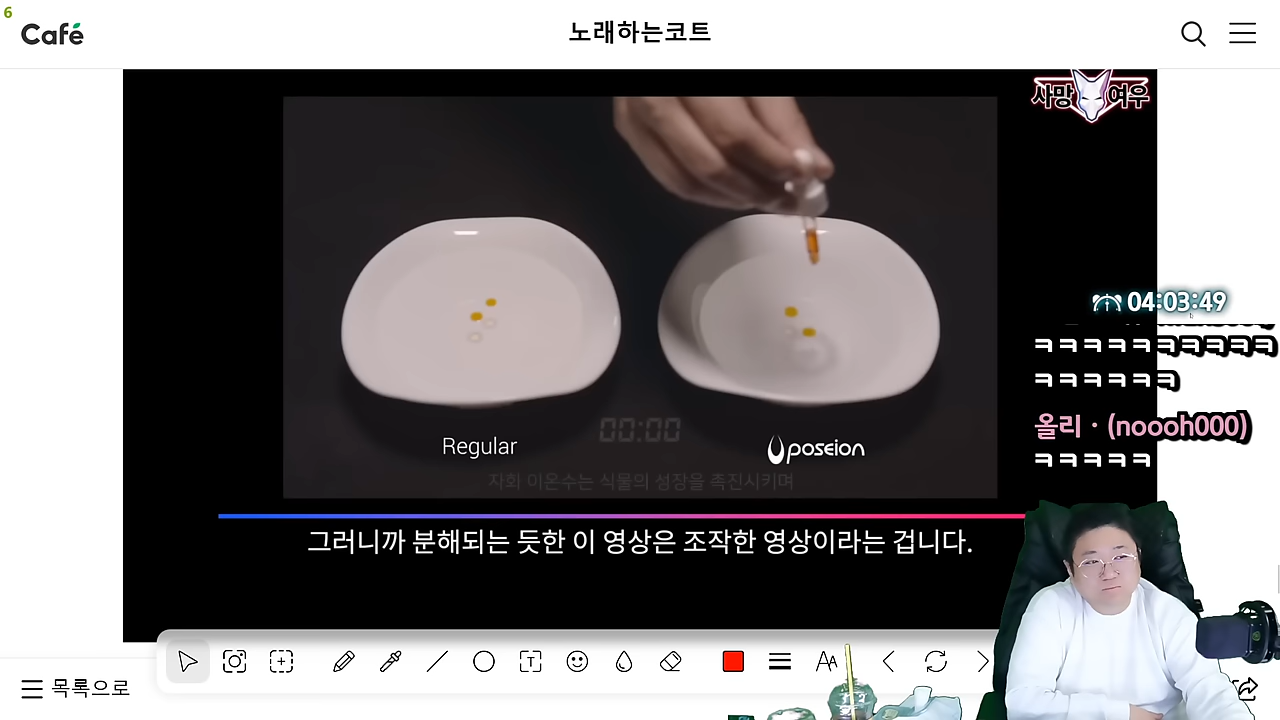 6
Café
노래하는코트
사망여우
04:03:49
ㅋㅋㅋㅋㅋㅋㅋㅋㅋㅋ
ㅋㅋㅋㅋㅋㅋ
올리 · (noooh000)
ㅋㅋㅋㅋㅋ
00:00
Regular
poseion
자회 이온수는 식물의 성장을 촉진시키며
그러니까 분해되는 듯한 이 영상은 조작한 영상이라는 겁니다.
T
AA
목록으로